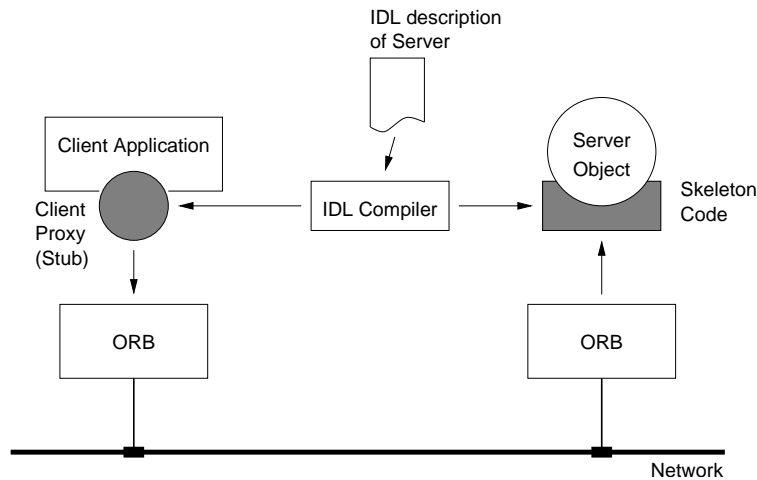 IDL description
of Server
Client Application
Server
Object
IDL Compiler
Skeleton
Code
Client
Proxy
(Stub)
ORB
ORB
Network